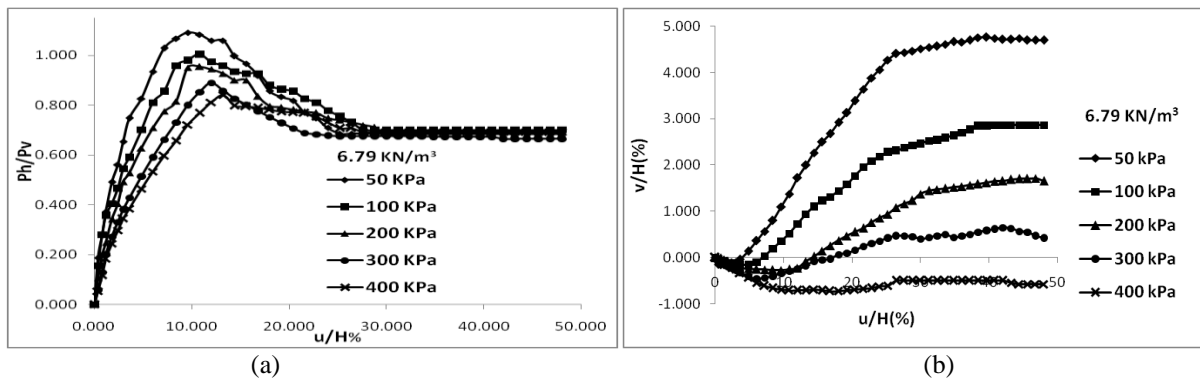 Ph/Pv
1.000
0.800
0.600
0.400
0.200
0.000
0.000
10.000
20.000
30.000
40.000
50.000
u/H%
6.79 KN/m³
50 KPa
100 KPa
200 KPa
300 KPa
400 KPa
(a)
v/H(%)
5.000
4.000
3.000
2.000
1.000
0.000
-1.000
0
10
20
30
40
50
u/H(%)
6.79 KN/m³
50 kPa
100 kPa
200 kPa
300 kPa
400 kPa
(b)